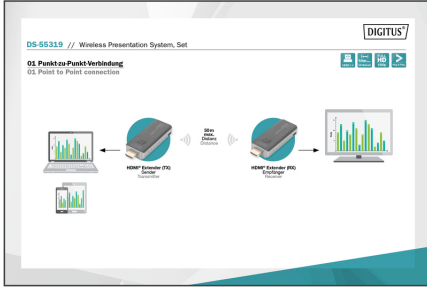 DIGITUS®
DS-55319 // Wireless Presentation System, Set
01 Punkt-zu-Punkt-Verbindung
01 Point to Point connection
HD
50 m
max.
Distanz
Distance
HDMI® Extender (TX)
Sender
Transmitter
HDMI® Extender (RX)
Empfänger
Receiver